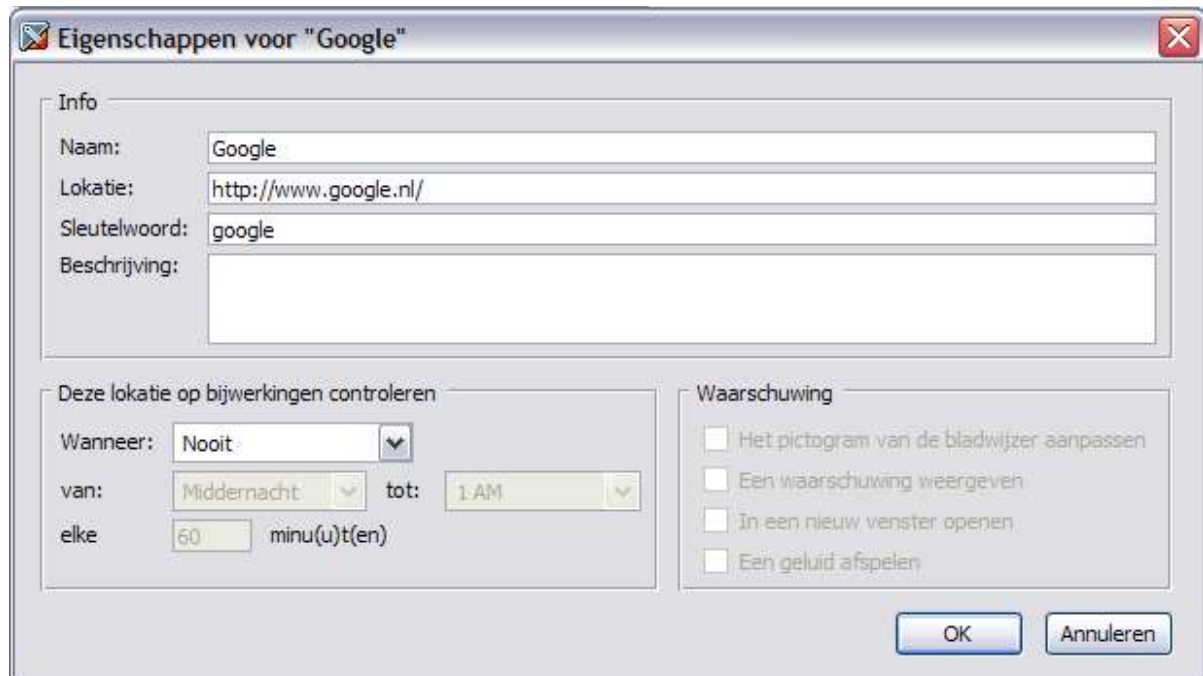 Eigenschappen voor "Google"
Info
Naam: Google
Lokatie: http://www.google.nl/
Sleutelwoord: google
Beschrijving:
Deze lokatie op bijwerkingen controleren
Wanneer: Nooit
van: Middernacht tot: 1 AM
elke 60 minu(u)t(en)
Waarschuwing
Het pictogram van de bladwijzer aanpassen
Een waarschuwing weergeven
In een nieuw venster openen
Een geluid afspelen
OK Annuleren